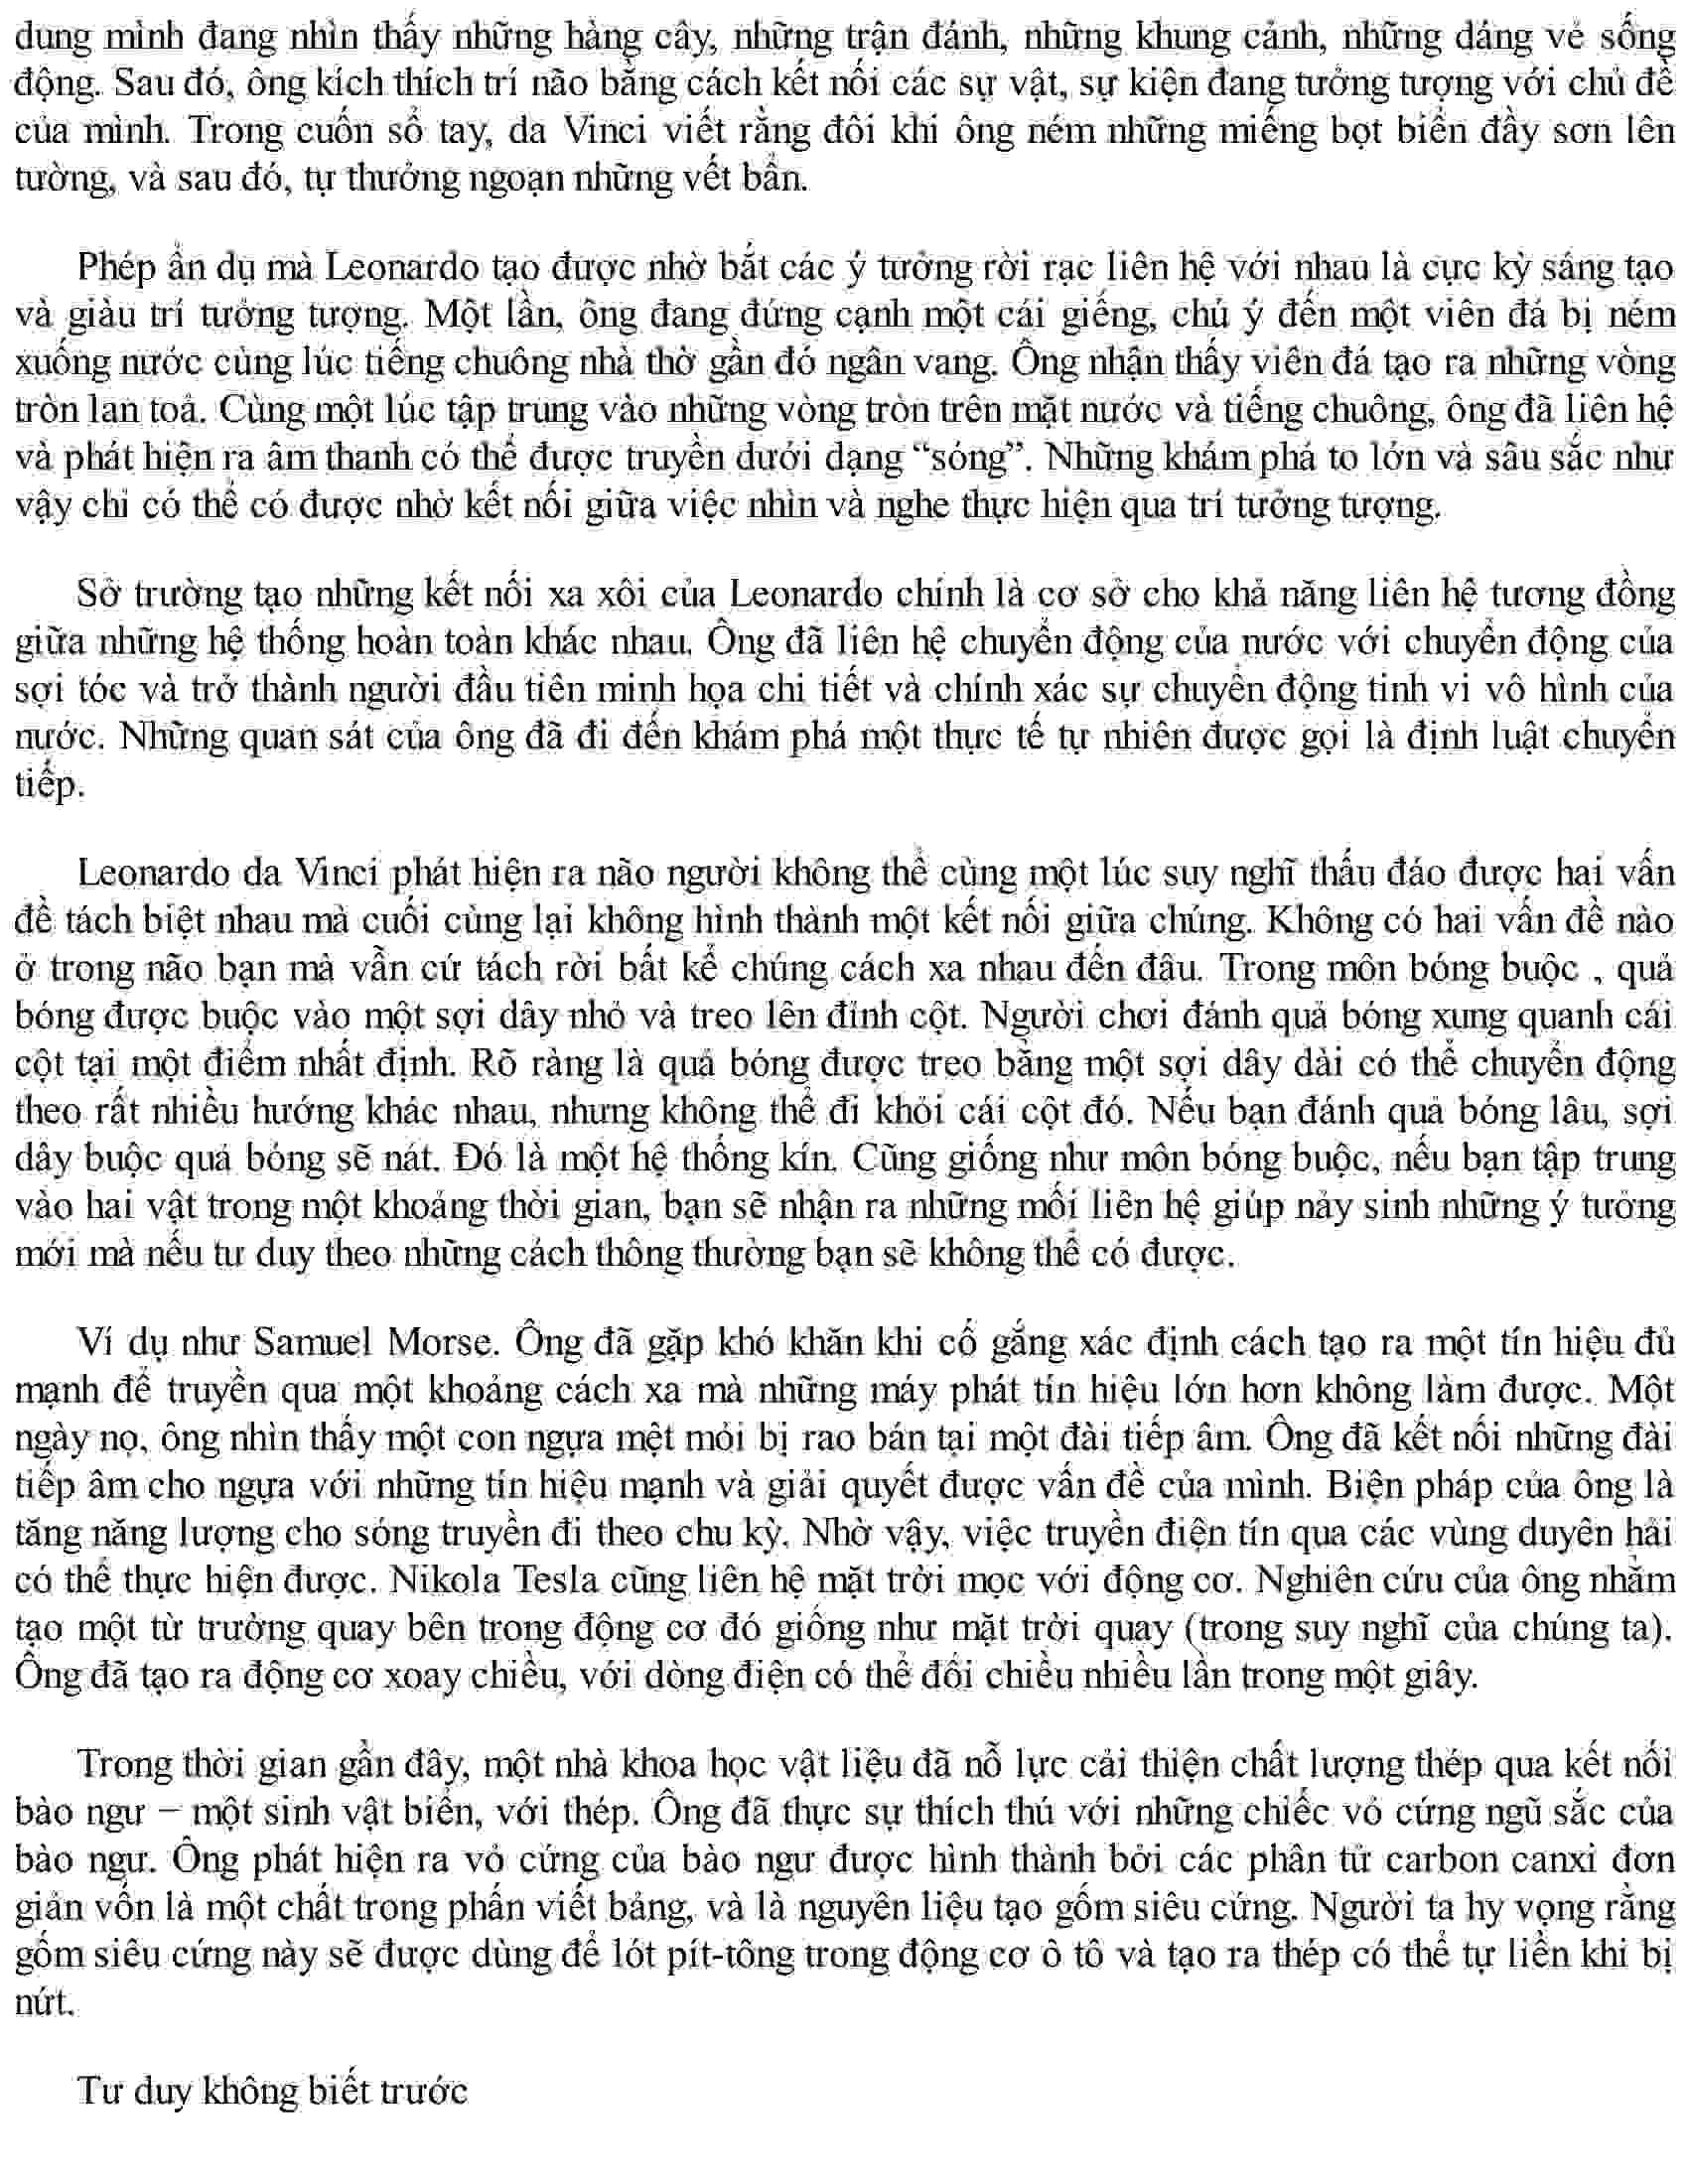 dung mình đang nhìn thấy những hàng cây, những trận đánh, những khung cảnh, những dáng vẻ sống
động. Sau đó, ông kích thích trí não bằng cách kết nối các sự vật, sự kiện đang tưởng tượng với chủ đề
của mình. Trong cuốn sổ tay, da Vinci viết rằng đôi khi ông ném những miếng bọt biển đầy sơn lên
tường, và sau đó, tự thưởng ngoạn những vết bẩn.
Phép ẩn dụ mà Leonardo tạo được nhờ bắt các ý tưởng rời rạc liên hệ với nhau là cực kỳ sáng tạo
và giàu trí tưởng tượng. Một lần, ông đang đứng cạnh một cái giếng, chú ý đến một viên đá bị ném
xuống nước cùng lúc tiếng chuông nhà thờ gần đó ngân vang. Ông nhận thấy viên đá tạo ra những vòng
tròn lan toả. Cùng một lúc tập trung vào những vòng tròn trên mặt nước và tiếng chuông, ông đã liên hệ
và phát hiện ra âm thanh có thể được truyền dưới dạng “sóng”. Những khám phá to lớn và sâu sắc như
vậy chỉ có thể có được nhờ kết nối giữa việc nhìn và nghe thực hiện qua trí tưởng tượng.
Sở trường tạo những kết nối xa xôi của Leonardo chính là cơ sở cho khả năng liên hệ tương đồng
giữa những hệ thống hoàn toàn khác nhau. Ông đã liên hệ chuyển động của nước với chuyển động của
sợi tóc và trở thành người đầu tiên minh họa chi tiết và chính xác sự chuyển động tinh vi vô hình của
nước. Những quan sát của ông đã đi đến khám phá một thực tế tự nhiên được gọi là định luật chuyển
tiếp.
Leonardo da Vinci phát hiện ra não người không thể cùng một lúc suy nghĩ thấu đáo được hai vấn
đề tách biệt nhau mà cuối cùng lại không hình thành một kết nối giữa chúng. Không có hai vấn đề nào
ở trong não bạn mà vẫn cứ tách rời bất kể chúng cách xa nhau đến đâu. Trong môn bóng buộc , quả
bóng được buộc vào một sợi dây nhỏ và treo lên đỉnh cột. Người chơi đánh quả bóng xung quanh cái
cột tại một điểm nhất định. Rõ ràng là quả bóng được treo bằng một sợi dây dài có thể chuyển động
theo rất nhiều hướng khác nhau, nhưng không thể đi khỏi cái cột đó. Nếu bạn đánh quả bóng lâu, sợi
dây buộc quả bóng sẽ nát. Đó là một hệ thống kín. Cũng giống như môn bóng buộc, nếu bạn tập trung
vào hai vật trong một khoảng thời gian, bạn sẽ nhận ra những mối liên hệ giúp nảy sinh những ý tưởng
mới mà nếu tư duy theo những cách thông thường bạn sẽ không thể có được.
Ví dụ như Samuel Morse. Ông đã gặp khó khăn khi cố gắng xác định cách tạo ra một tín hiệu đủ
mạnh để truyền qua một khoảng cách xa mà những máy phát tín hiệu lớn hơn không làm được. Một
ngày nọ, ông nhìn thấy một con ngựa mệt mỏi bị rao bán tại một đài tiếp âm. Ông đã kết nối những đài
tiếp âm cho ngựa với những tín hiệu mạnh và giải quyết được vấn đề của mình. Biện pháp của ông là
tăng năng lượng cho sóng truyền đi theo chu kỳ. Nhờ vậy, việc truyền điện tín qua các vùng duyên hải
có thể thực hiện được. Nikola Tesla cũng liên hệ mặt trời mọc với động cơ. Nghiên cứu của ông nhằm
tạo một từ trường quay bên trong động cơ đó giống như mặt trời quay (trong suy nghĩ của chúng ta).
Ông đã tạo ra động cơ xoay chiều, với dòng điện có thể đổi chiều nhiều lần trong một giây.
Trong thời gian gần đây, một nhà khoa học vật liệu đã nỗ lực cải thiện chất lượng thép qua kết nối
bào ngư – một sinh vật biển, với thép. Ông đã thực sự thích thú với những chiếc vỏ cứng ngũ sắc của
bào ngư. Ông phát hiện ra vỏ cứng của bào ngư được hình thành bởi các phân tử carbon canxi đơn
giản vốn là một chất trong phấn viết bảng, và là nguyên liệu tạo gốm siêu cứng. Người ta hy vọng rằng
gốm siêu cứng này sẽ được dùng để lót pít-tông trong động cơ ô tô và tạo ra thép có thể tự liền khi bị
nứt.
Tư duy không biết trước